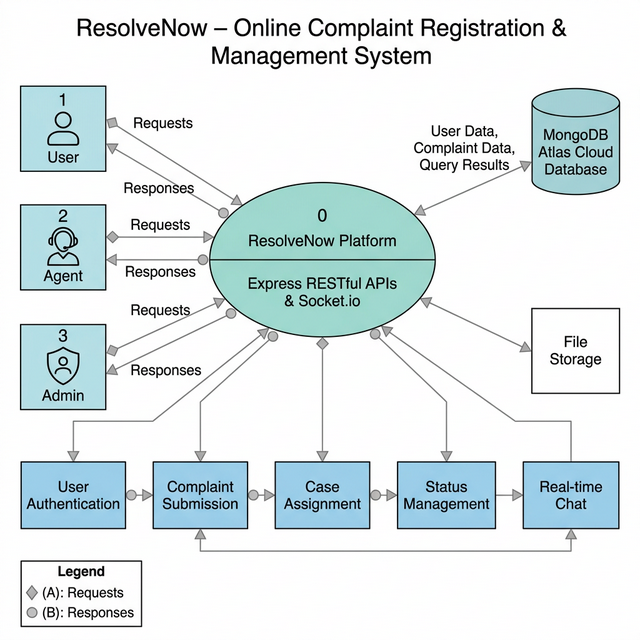 ResolveNow – Online Complaint Registration &
Management System
1
User
Requests
Responses
2
Agent
Requests
Responses
3
Admin
Requests
Responses
0
ResolveNow Platform
Express RESTful APIs
& Socket.io
User Data,
Complaint Data,
Query Results
MongoDB
Atlas Cloud
Database
File
Storage
User
Authentication
Complaint
Submission
Case
Assignment
Status
Management
Real-time
Chat
Legend
(A): Requests
(B): Responses